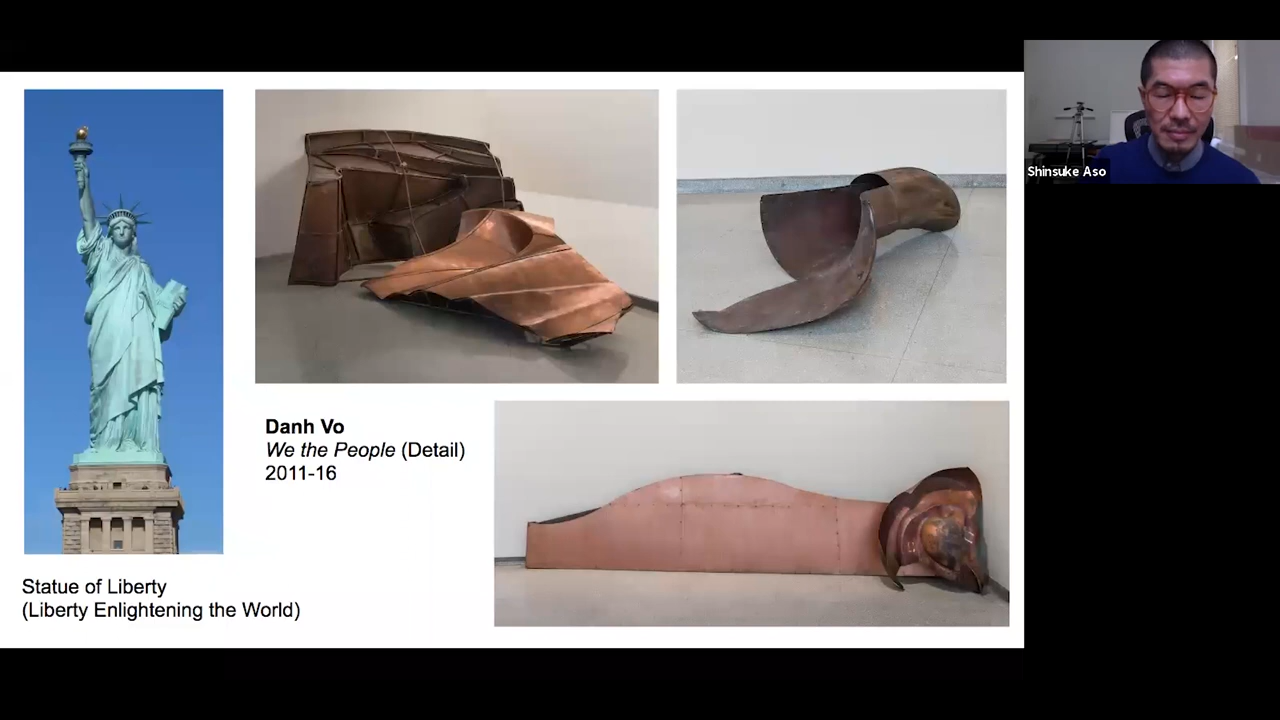 Shinsuke Aso
Danh Vo
We the People (Detail)
2011-16
Statue of Liberty
(Liberty Enlightening the World)